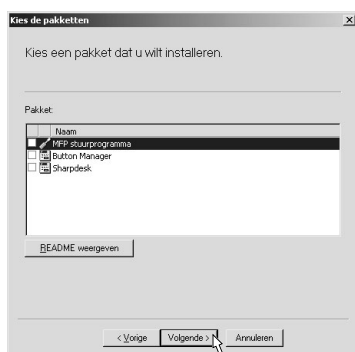 Kies de pakketten
Kies een pakket dat u wilt installeren.
Pakket:
Naam
MFP stuurprogramma
Button Manager
Sharpdesk
README weergeven
< Vorige
Volgende >
Annuleren